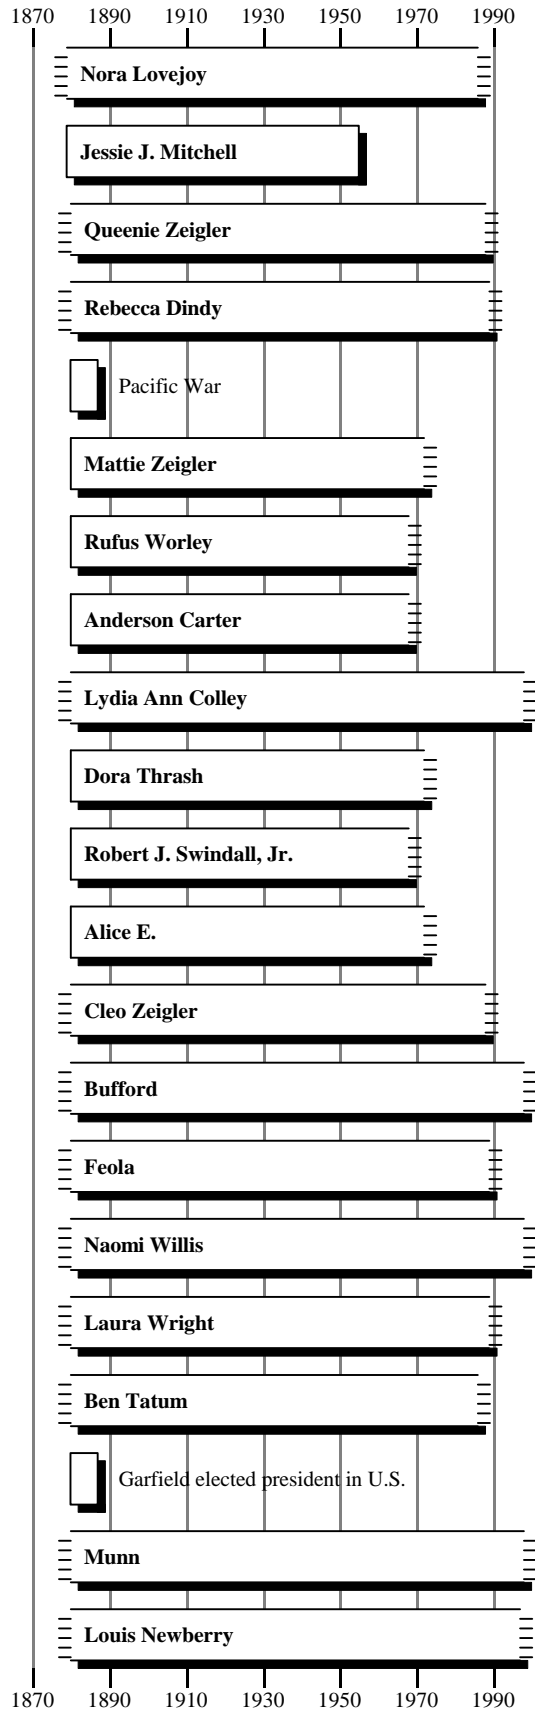 1870 1890 1910 1930 1950 1970 1990
Nora Lovejoy
Jessie J. Mitchell
Queenie Zeigler
Rebecca Dindy
Pacific War
Mattie Zeigler
Rufus Worley
Anderson Carter
Lydia Ann Colley
Dora Thrash
Robert J. Swindall, Jr.
Alice E.
Cleo Zeigler
Bufford
Feola
Naomi Willis
Laura Wright
Ben Tatum
Garfield elected president in U.S.
Munn
Louis Newberry
1870 1890 1910 1930 1950 1970 1990